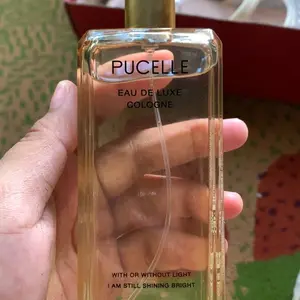 PUCELLE
EAU DE LUXE
COLOGNE
WITH OR WITHOUT LIGHT
I AM STILL SHINING BRIGHT